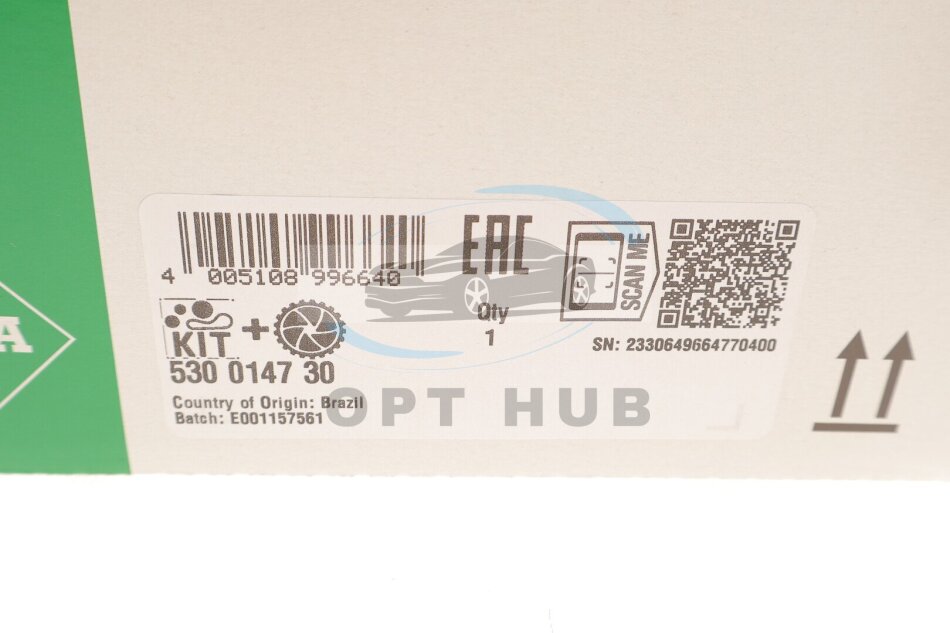 4 005108 996640
EAC
SCAN ME
Qty
1
KIT
530 0147 30
SN: 2330649664770400
Country of Origin: Brazil
Batch: E001157561
OPT HUB
A